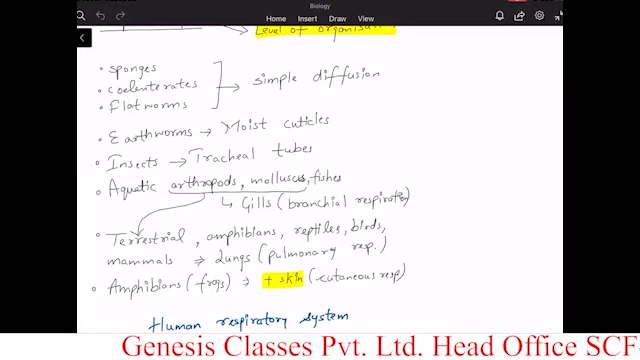 Biology
Home Insert Draw View
Level of organisati
• sponges
• coelenterates → simple diffusion
• flatworms
• Earthworms → Moist cuticles
• Insects → Tracheal tubes
• Aquatic arthropods, molluscs, fishes
↳ Gills (branchial respiration)
• Terrestrial, amphibians, reptiles, birds,
mammals ⇒ Lungs (pulmonary resp.)
• Amphibians (frogs) ⇒ + skin (cutaneous resp)
Human respiratory system
Genesis Classes Pvt. Ltd. Head Office SCF